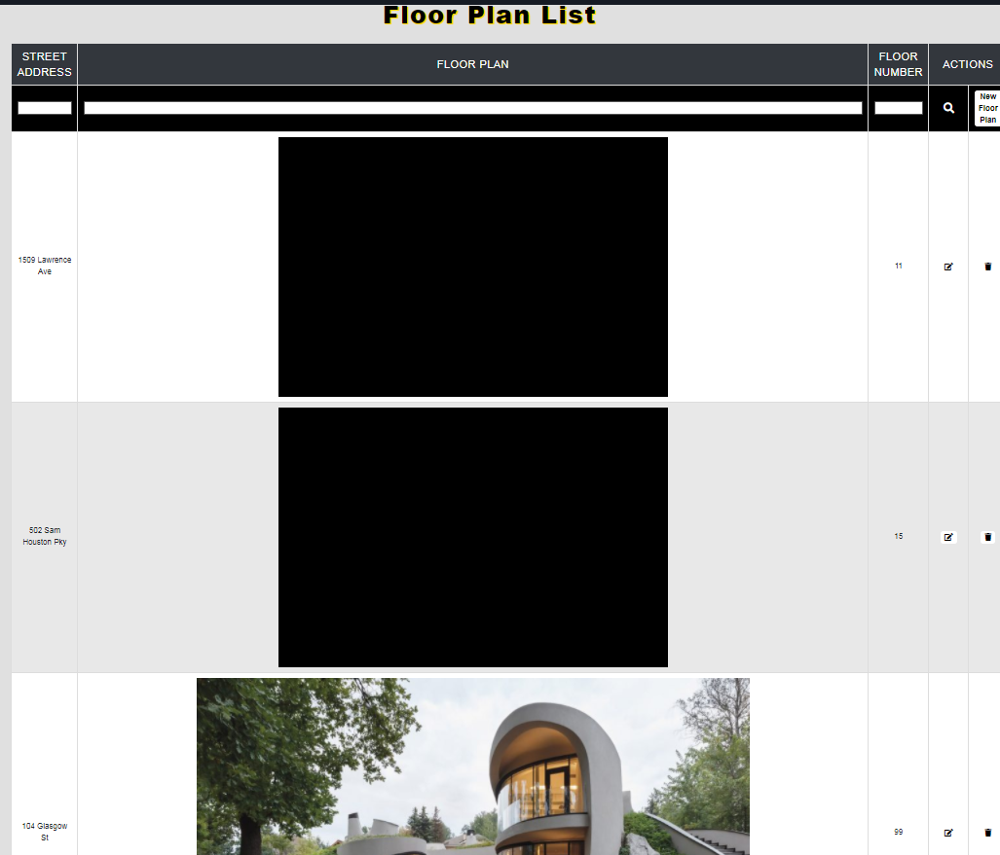 Floor Plan List
STREET
ADDRESS
FLOOR PLAN
FLOOR
NUMBER
ACTIONS
New
Floor
Plan
1509 Lawrence
Ave
11
502 Sam
Houston Pky
15
104 Glasgow
St
99